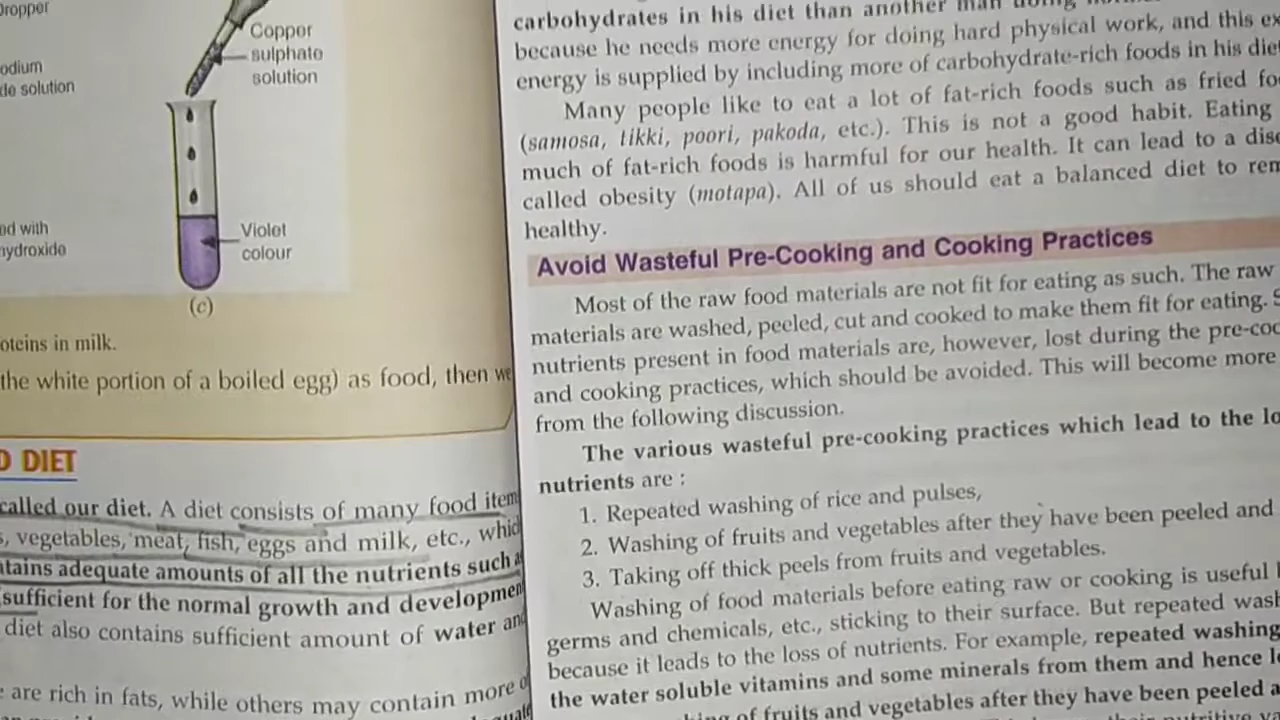 Dropper
Copper
sulphate
solution
odium
de solution
Violet
colour
ed with
hydroxide
(c)
oteins in milk.
the white portion of a boiled egg) as food, then we
D DIET
called our diet. A diet consists of many food item
s, vegetables, meat, fish, eggs and milk, etc., whic
tains adequate amounts of all the nutrients such a
sufficient for the normal growth and developmen
diet also contains sufficient amount of water and
e are rich in fats, while others may contain more o
carbohydrates in his diet than another man doing
because he needs more energy for doing hard physical work, and this ex
energy is supplied by including more of carbohydrate-rich foods in his diet
Many people like to eat a lot of fat-rich foods such as fried fo
(samosa, tikki, poori, pakoda, etc.). This is not a good habit. Eating
much of fat-rich foods is harmful for our health. It can lead to a dise
called obesity (motapa). All of us should eat a balanced diet to rem
healthy.
Avoid Wasteful Pre-Cooking and Cooking Practices
Most of the raw food materials are not fit for eating as such. The raw
materials are washed, peeled, cut and cooked to make them fit for eating. S
nutrients present in food materials are, however, lost during the pre-coo
and cooking practices, which should be avoided. This will become more
from the following discussion.
The various wasteful pre-cooking practices which lead to the lo
nutrients are :
1. Repeated washing of rice and pulses,
2. Washing of fruits and vegetables after they have been peeled and
3. Taking off thick peels from fruits and vegetables.
Washing of food materials before eating raw or cooking is useful
germs and chemicals, etc., sticking to their surface. But repeated wash
because it leads to the loss of nutrients. For example, repeated washing
the water soluble vitamins and some minerals from them and hence le
of fruits and vegetables after they have been peeled a